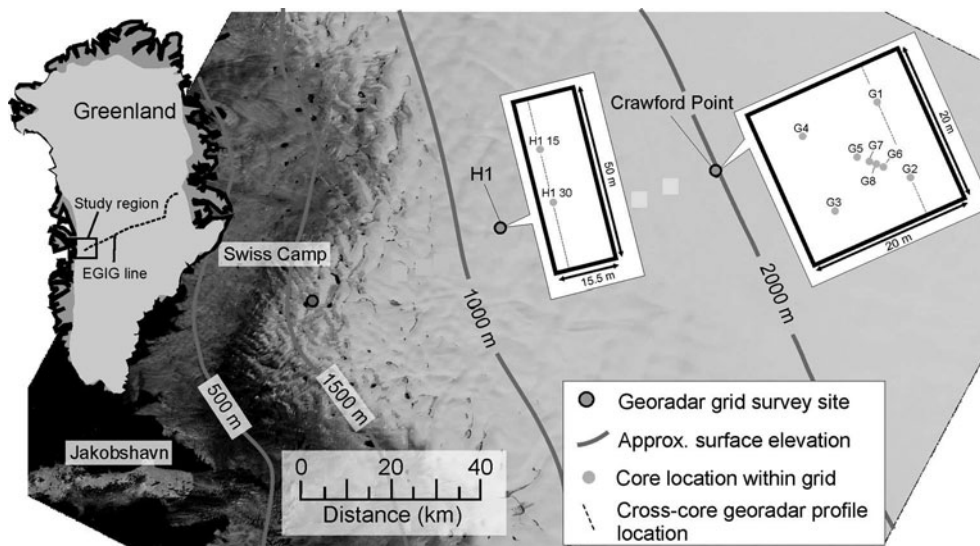 Greenland
Study region
EGIG line
Swiss Camp
Jakobshavn
500 m
1500 m
1000 m
2000 m
H1
H1 15
H1 30
50 m
15.5 m
Crawford Point
G1
G4
G5
G7
G6
G8
G2
G3
20 m
20 m
0 20 40
Distance (km)
Georadar grid survey site
Approx. surface elevation
Core location within grid
Cross-core georadar profile
location